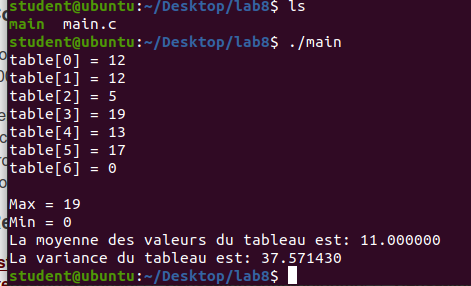 student@ubuntu:~/Desktop/lab8$ ls
main  main.c
student@ubuntu:~/Desktop/lab8$ ./main
table[0] = 12
table[1] = 12
table[2] = 5
table[3] = 19
table[4] = 13
table[5] = 17
table[6] = 0

Max = 19
Min = 0
La moyenne des valeurs du tableau est: 11.000000
La variance du tableau est: 37.571430
student@ubuntu:~/Desktop/lab8$